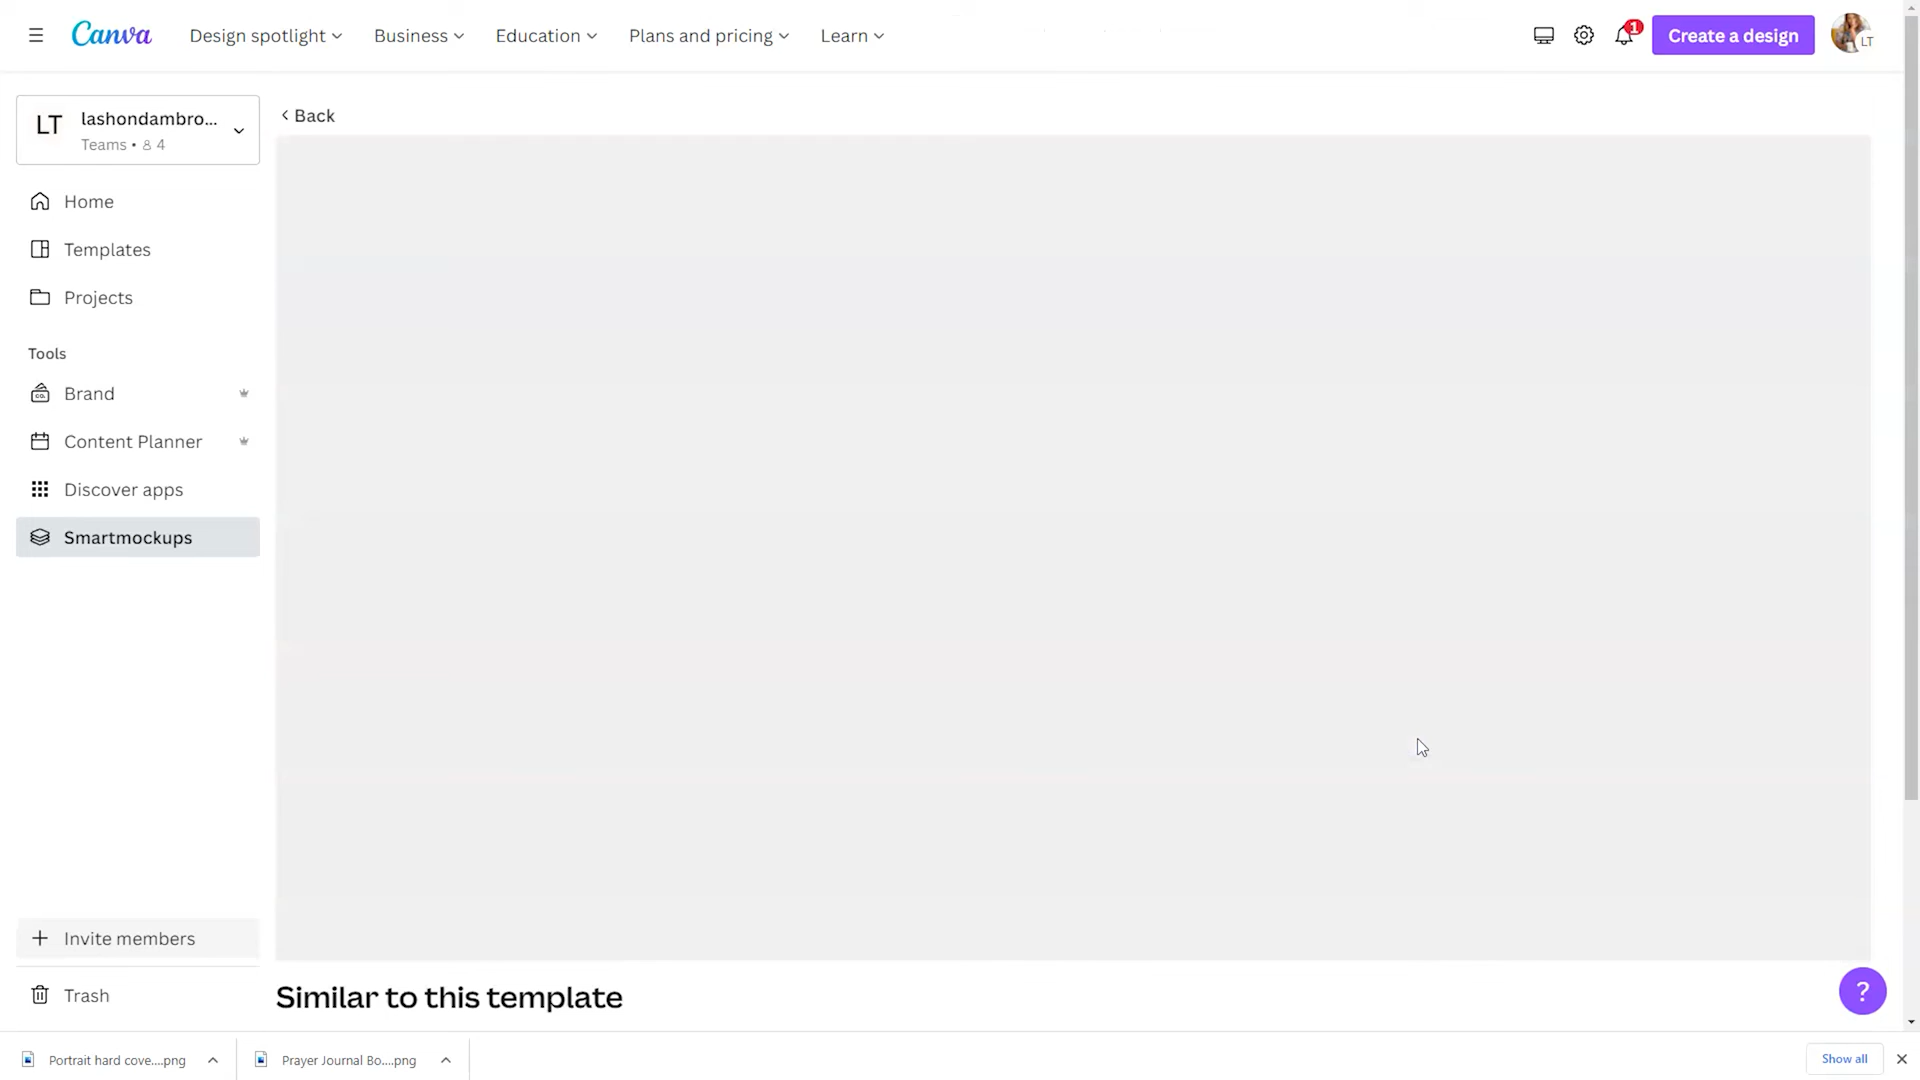 Canva
Design spotlight
Business
Education
Plans and pricing
Learn
1
Create a design
LT
LT
lashondambro...
Teams • 4
Back
Home
Templates
Projects
Tools
Brand
Content Planner
Discover apps
Smartmockups
Invite members
Trash
Similar to this template
?
Portrait hard cove....png
Prayer Journal Bo....png
Show all